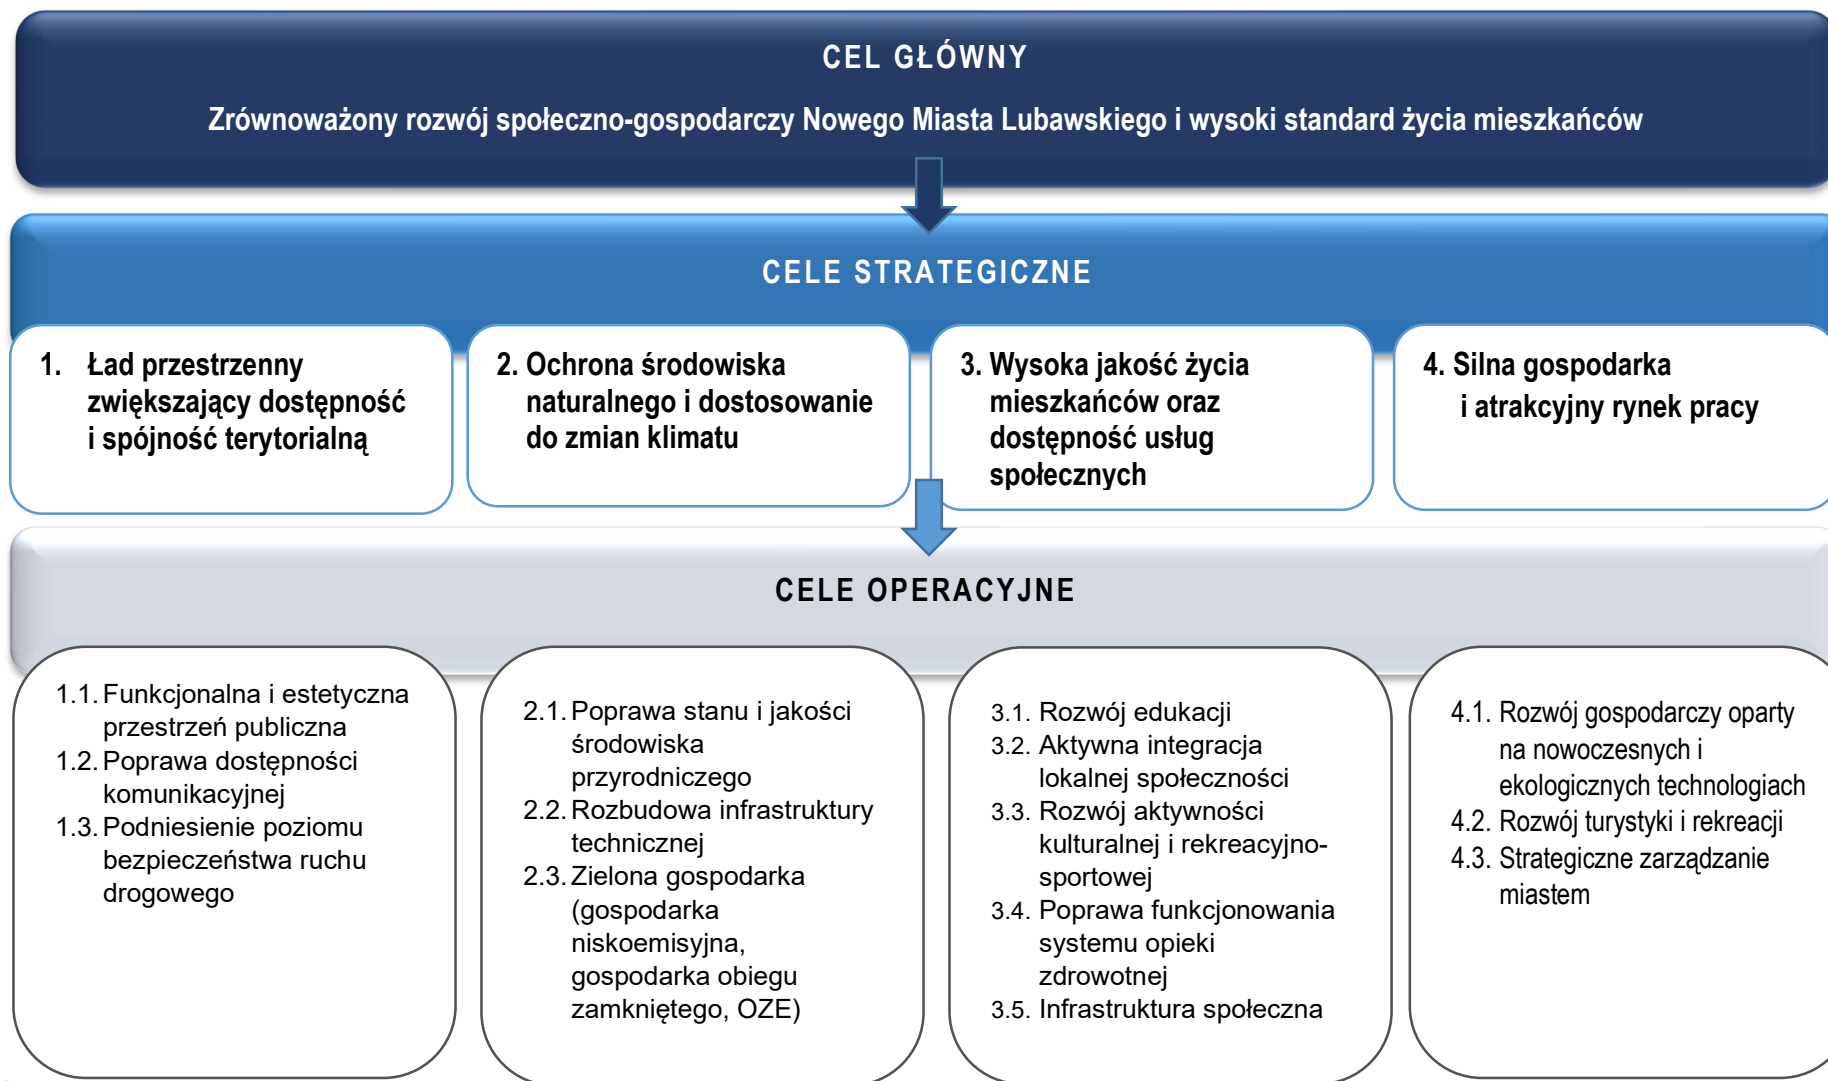 CEL GŁÓWNY
Zrównoważony rozwój społeczno-gospodarczy Nowego Miasta Lubawskiego i wysoki standard życia mieszkańców
CELE STRATEGICZNE
1. Ład przestrzenny
zwiększający dostępność
i spójność terytorialną
2. Ochrona środowiska
naturalnego i dostosowanie
do zmian klimatu
3. Wysoka jakość życia
mieszkańców oraz
dostępność usług
społecznych
4. Silna gospodarka
i atrakcyjny rynek pracy
CELE OPERACYJNE
1.1. Funkcjonalna i estetyczna
przestrzeń publiczna
1.2. Poprawa dostępności
komunikacyjnej
1.3. Podniesienie poziomu
bezpieczeństwa ruchu
drogowego
2.1. Poprawa stanu i jakości
środowiska
przyrodniczego
2.2. Rozbudowa infrastruktury
technicznej
2.3. Zielona gospodarka
(gospodarka
niskoemisyjna,
gospodarka obiegu
zamkniętego, OZE)
3.1. Rozwój edukacji
3.2. Aktywna integracja
lokalnej społeczności
3.3. Rozwój aktywności
kulturalnej i rekreacyjno-
sportowej
3.4. Poprawa funkcjonowania
systemu opieki
zdrowotnej
3.5. Infrastruktura społeczna
4.1. Rozwój gospodarczy oparty
na nowoczesnych i
ekologicznych technologiach
4.2. Rozwój turystyki i rekreacji
4.3. Strategiczne zarządzanie
miastem